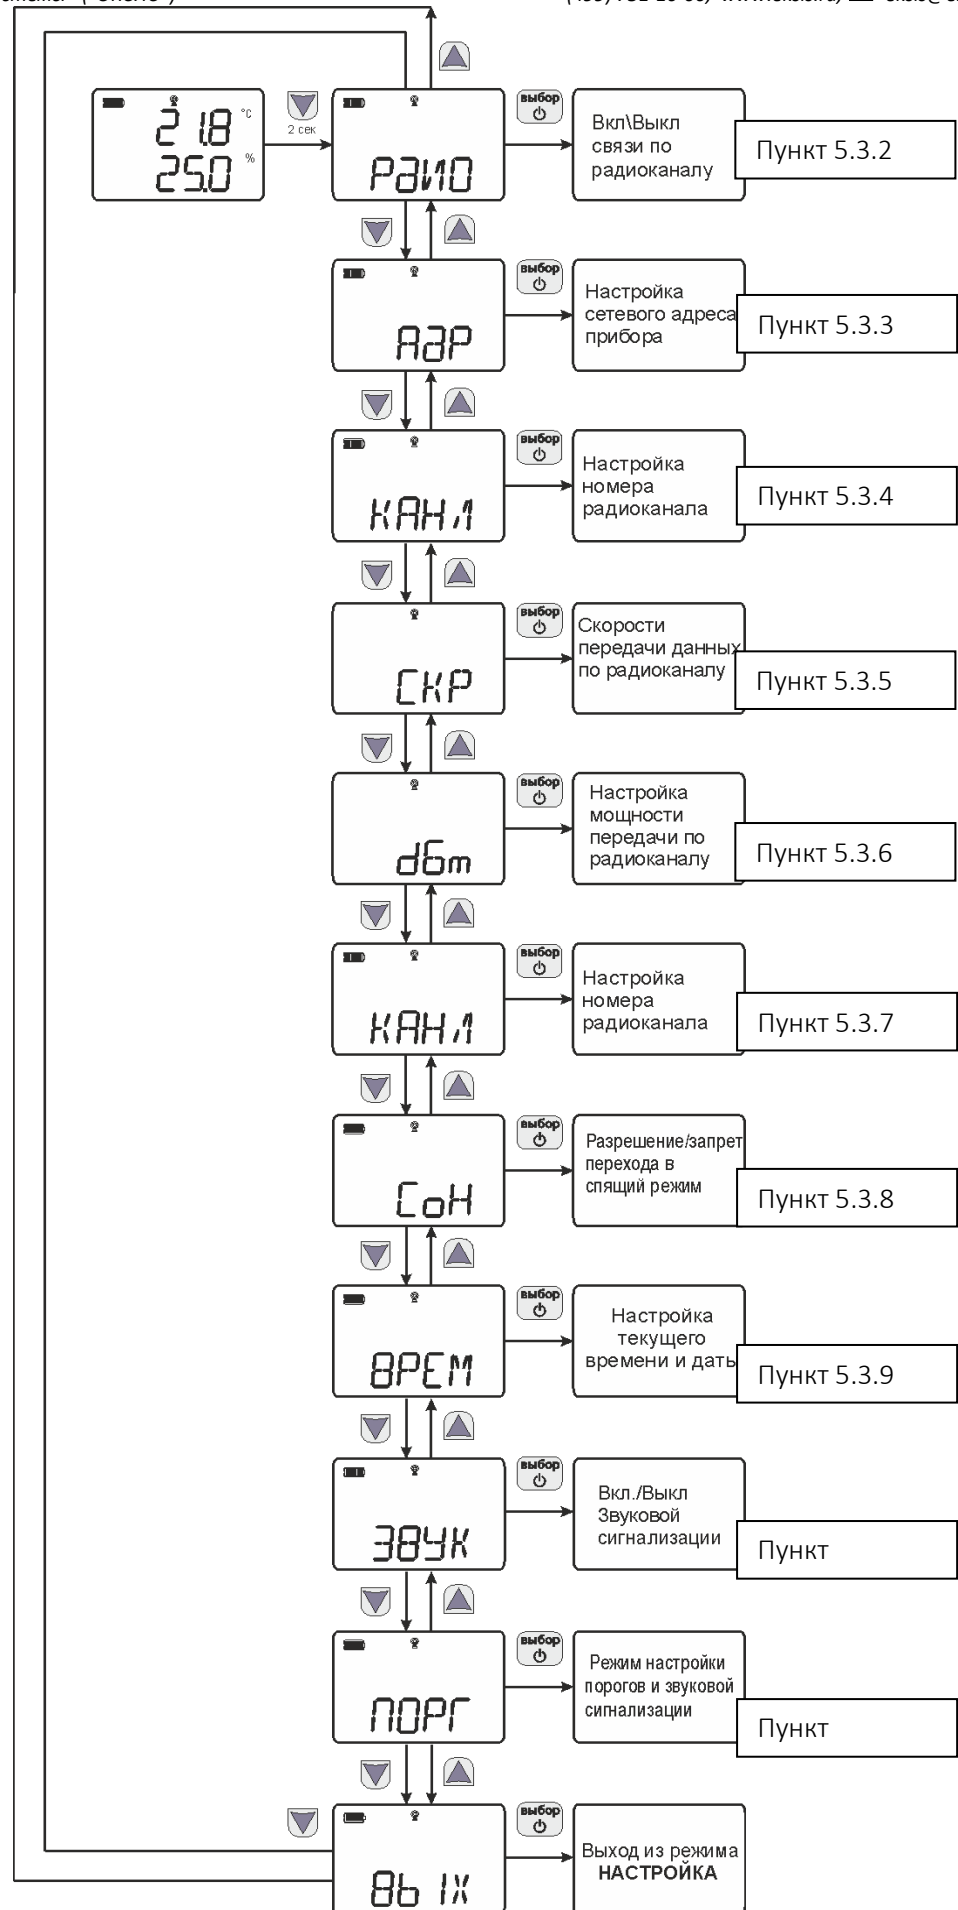 21.8 °C
25.0 %
2 сек
РАДИО
выбор
Вкл\Выкл
связи по
радиоканалу
Пункт 5.3.2
АДР
выбор
Настройка
сетевого адреса
прибора
Пункт 5.3.3
КАНЛ
выбор
Настройка
номера
радиоканала
Пункт 5.3.4
СКР
выбор
Скорости
передачи данных
по радиоканалу
Пункт 5.3.5
dБm
выбор
Настройка
мощности
передачи по
радиоканалу
Пункт 5.3.6
КАНЛ
выбор
Настройка
номера
радиоканала
Пункт 5.3.7
СоН
выбор
Разрешение/запрет
перехода в
спящий режим
Пункт 5.3.8
ВРЕМ
выбор
Настройка
текущего
времени и даты
Пункт 5.3.9
ЗВУК
выбор
Вкл./Выкл
Звуковой
сигнализации
Пункт
ПОРГ
выбор
Режим настройки
порогов и звуковой
сигнализации
Пункт
ВЫХ
выбор
Выход из режима
НАСТРОЙКА